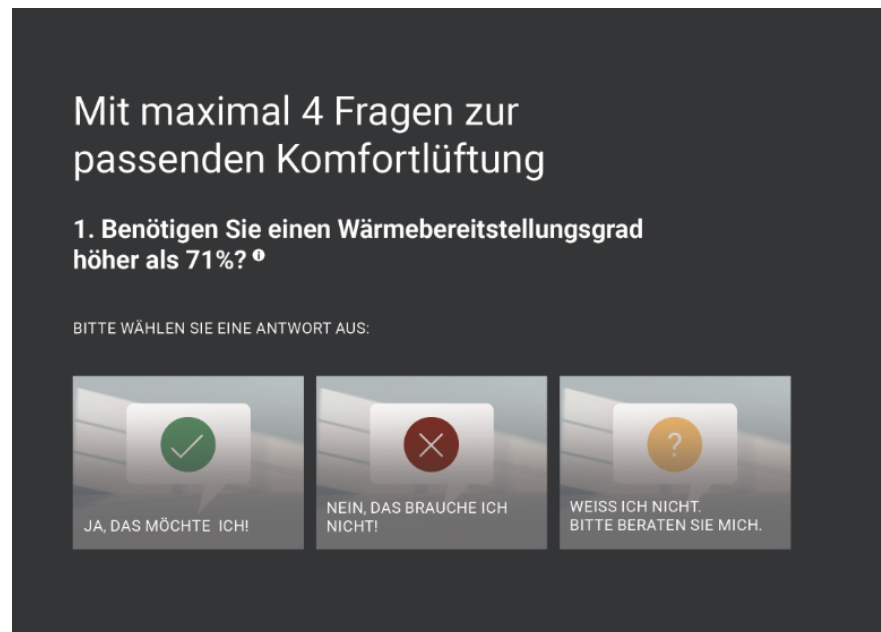 Mit maximal 4 Fragen zur
passenden Komfortlüftung
1. Benötigen Sie einen Wärmebereitstellungsgrad
höher als 71%? i
BITTE WÄHLEN SIE EINE ANTWORT AUS:
JA, DAS MÖCHTE ICH!
NEIN, DAS BRAUCHE ICH
NICHT!
?
WEISS ICH NICHT.
BITTE BERATEN SIE MICH.